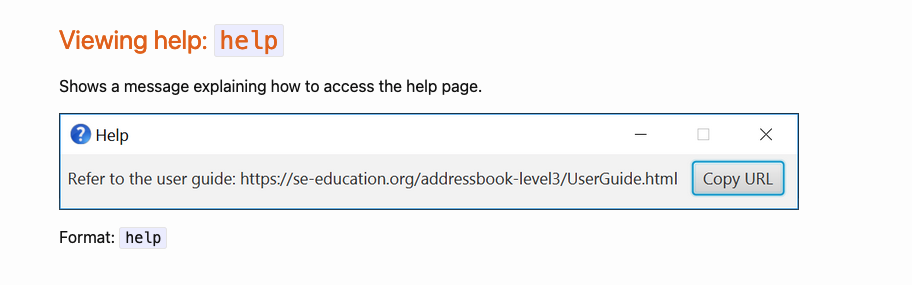 Viewing help: help
Shows a message explaining how to access the help page.
Help
Refer to the user guide: https://se-education.org/addressbook-level3/UserGuide.html Copy URL
Format: help